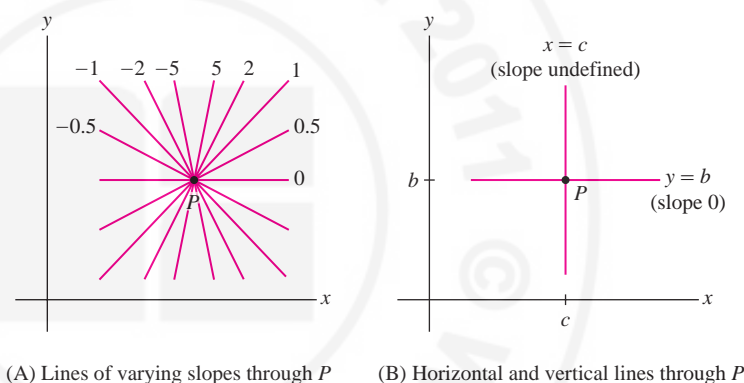 y
−1 −2 −5 5 2 1
−0.5 0.5
0
P
x
(A) Lines of varying slopes through P
y
x = c
(slope undefined)
b
P
y = b
(slope 0)
x
c
(B) Horizontal and vertical lines through P
2011 ©